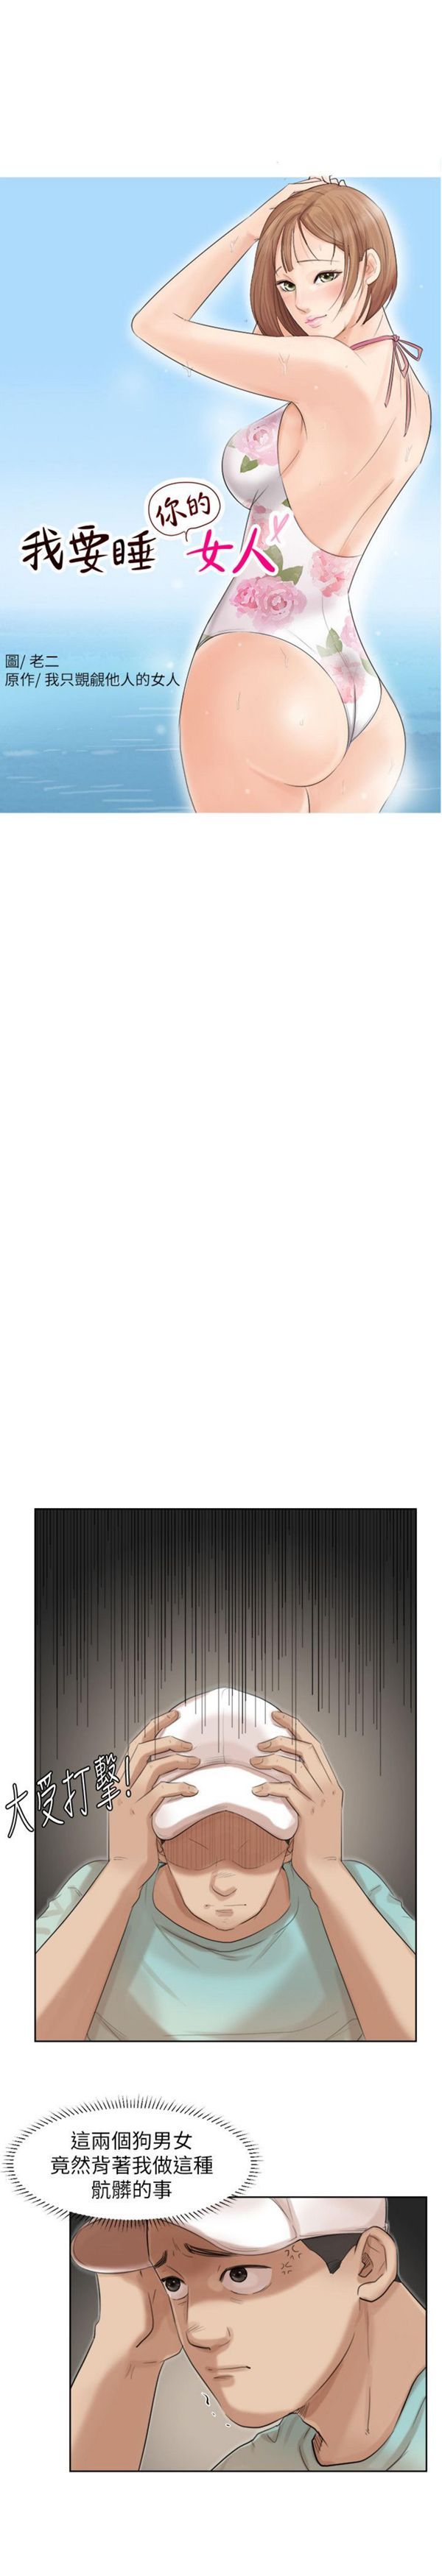 我要睡你的女人
圖/ 老二
原作/ 我只覬覦他人的女人
大受打擊!
這兩個狗男女
竟然背著我做這種
骯髒的事